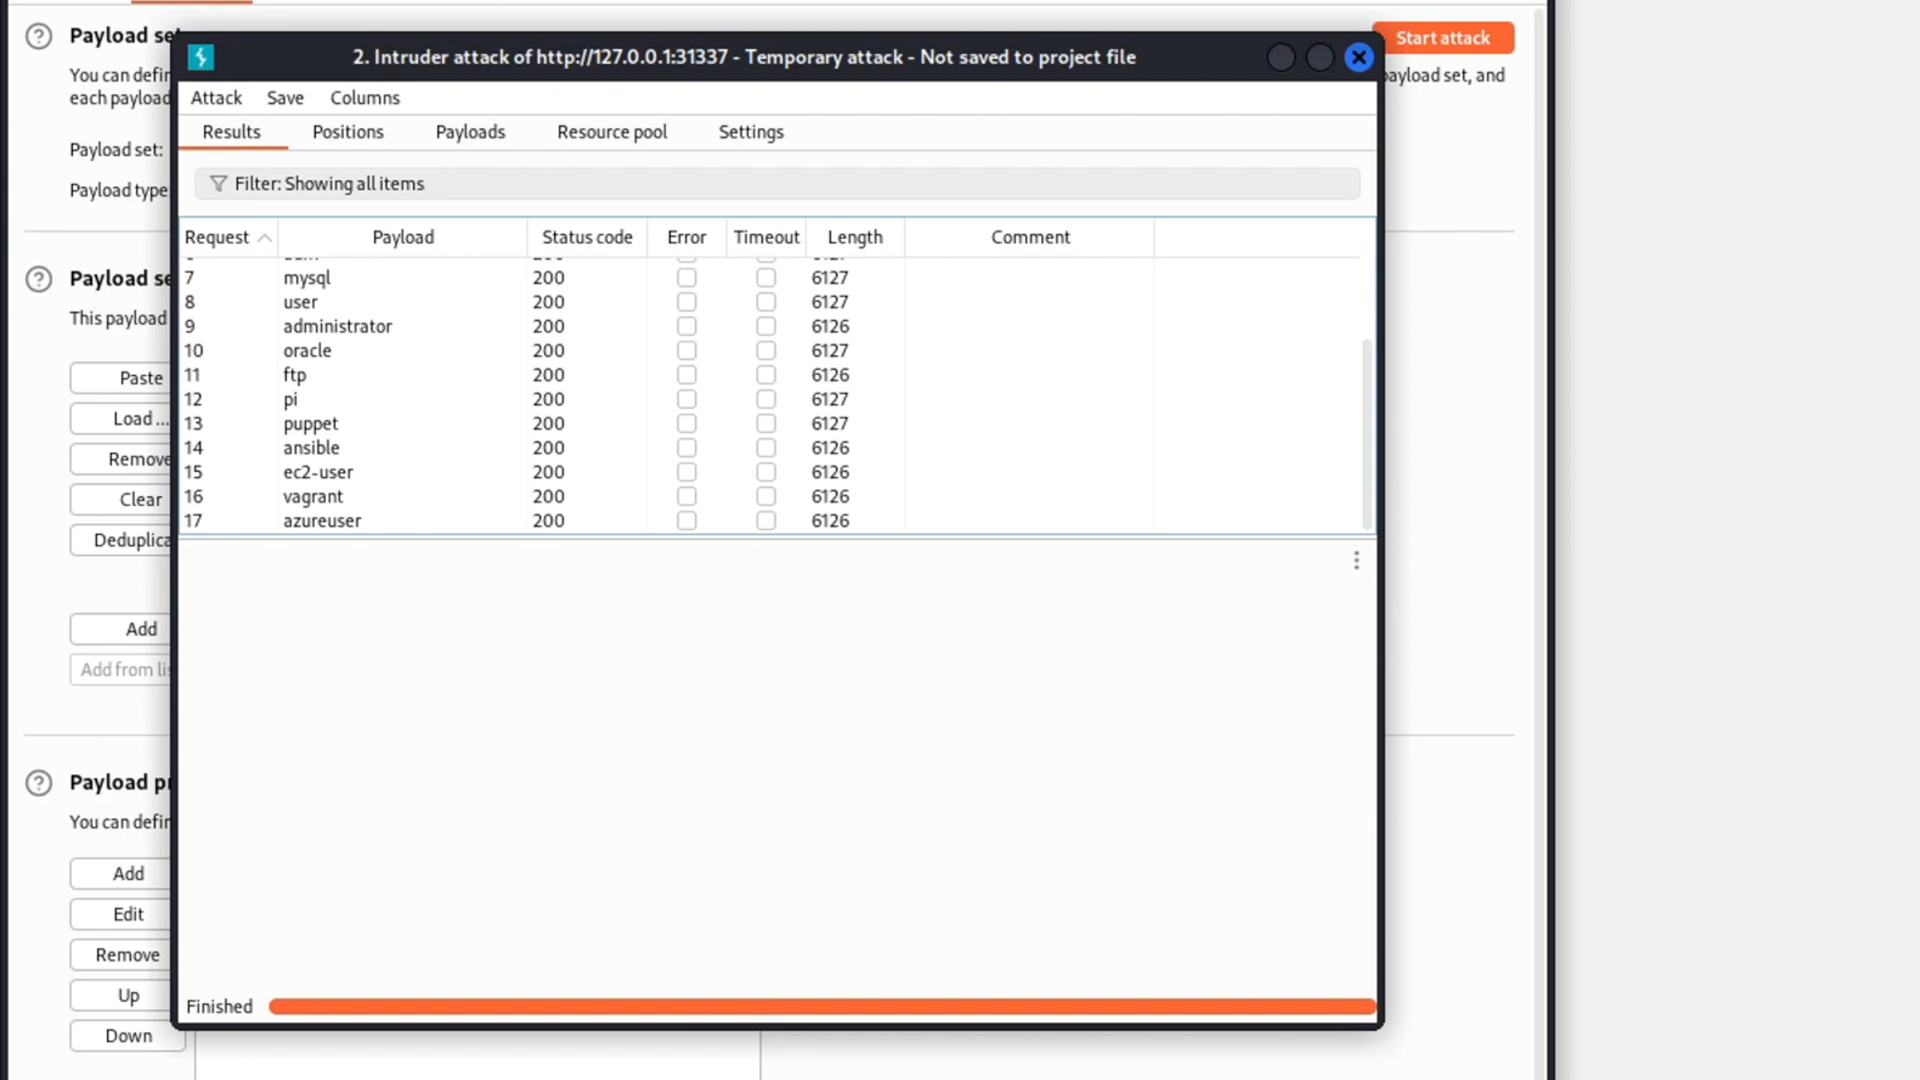 Payload se
Start attack
2. Intruder attack of http://127.0.0.1:31337 - Temporary attack - Not saved to project file
You can defin
payload set, and
each payload
Attack Save Columns
Results Positions Payloads Resource pool Settings
Payload set:
Payload type
Filter: Showing all items
Request Payload Status code Error Timeout Length Comment
7 mysql 200 6127
8 user 200 6127
9 administrator 200 6126
10 oracle 200 6127
11 ftp 200 6126
12 pi 200 6127
13 puppet 200 6127
14 ansible 200 6126
15 ec2-user 200 6126
16 vagrant 200 6126
17 azureuser 200 6126
Payload se
This payload
Paste
Load ...
Remove
Clear
Deduplica
Add
Add from lis
Payload pr
You can defin
Add
Edit
Remove
Up
Down
Finished